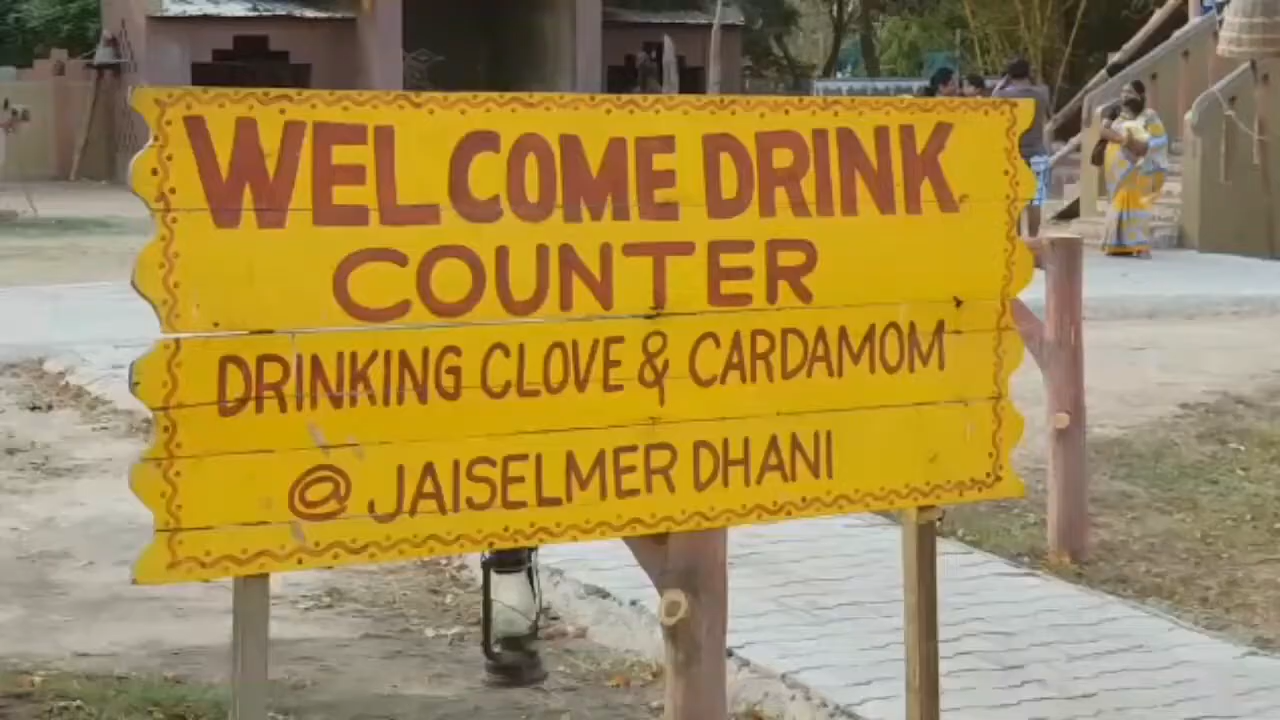 WELCOME DRINK
COUNTER
DRINKING CLOVE & CARDAMOM
@ JAISELMER DHANI